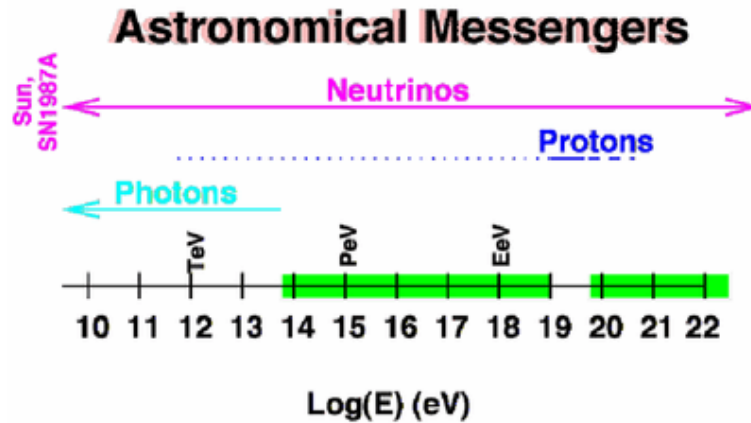 Astronomical Messengers
Sun,
SN1987A
Neutrinos
Protons
Photons
TeV
PeV
EeV
10 11 12 13 14 15 16 17 18 19 20 21 22
Log(E) (eV)